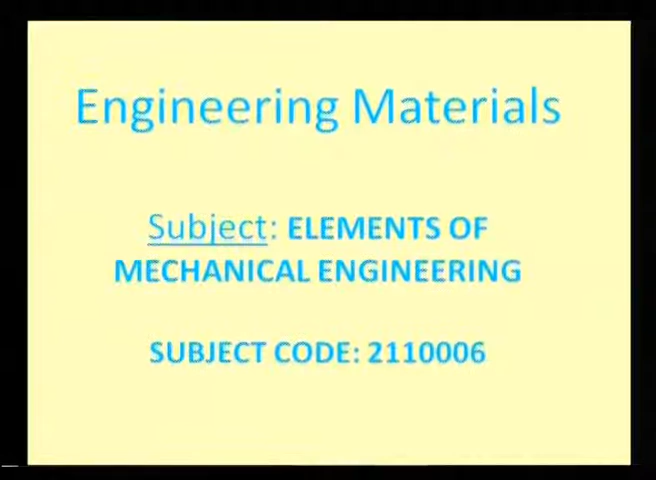 Engineering Materials
Subject: ELEMENTS OF
MECHANICAL ENGINEERING
SUBJECT CODE: 2110006